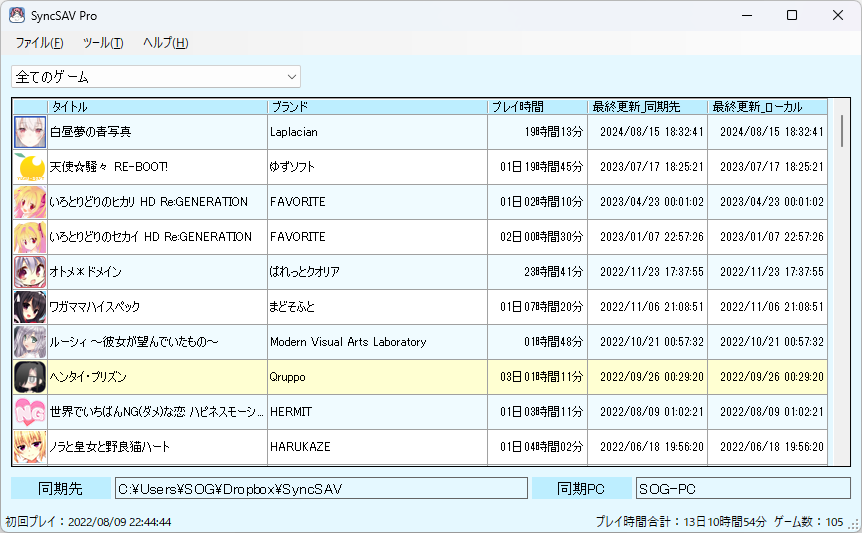 SyncSAV Pro
ファイル(F) ツール(T) ヘルプ(H)
全てのゲーム
タイトル ブランド プレイ時間 最終更新_同期先 最終更新_ローカル
白昼夢の青写真 Laplacian 19時間13分 2024/08/15 18:32:41 2024/08/15 18:32:41
天使☆騒々 RE-BOOT! ゆずソフト 01日19時間45分 2023/07/17 18:25:21 2023/07/17 18:25:21
いろとりどりのヒカリ HD Re:GENERATION FAVORITE 01日02時間10分 2023/04/23 00:01:02 2023/04/23 00:01:02
いろとりどりのセカイ HD Re:GENERATION FAVORITE 02日00時間30分 2023/01/07 22:57:26 2023/01/07 22:57:26
オトメ*ドメイン ぱれっとクオリア 23時間41分 2022/11/23 17:37:55 2022/11/23 17:37:55
ワガママハイスペック まどそふと 01日07時間20分 2022/11/06 21:08:51 2022/11/06 21:08:51
ルーシィ～彼女が望んでいたもの～ Modern Visual Arts Laboratory 01時間48分 2022/10/21 00:57:32 2022/10/21 00:57:32
ヘンタイ・プリズン Qruppo 03日01時間11分 2022/09/26 00:29:20 2022/09/26 00:29:20
NG 世界でいちばんNG(ダメ)な恋 ハピネスモーシ... HERMIT 01日03時間11分 2022/08/09 01:02:21 2022/08/09 01:02:21
ノラと皇女と野良猫ハート HARUKAZE 01日04時間02分 2022/06/18 19:56:20 2022/06/18 19:56:20
同期先 C:¥Users¥SOG¥Dropbox¥SyncSAV 同期PC SOG-PC
初回プレイ：2022/08/09 22:44:44 プレイ時間合計：13日10時間54分 ゲーム数：105